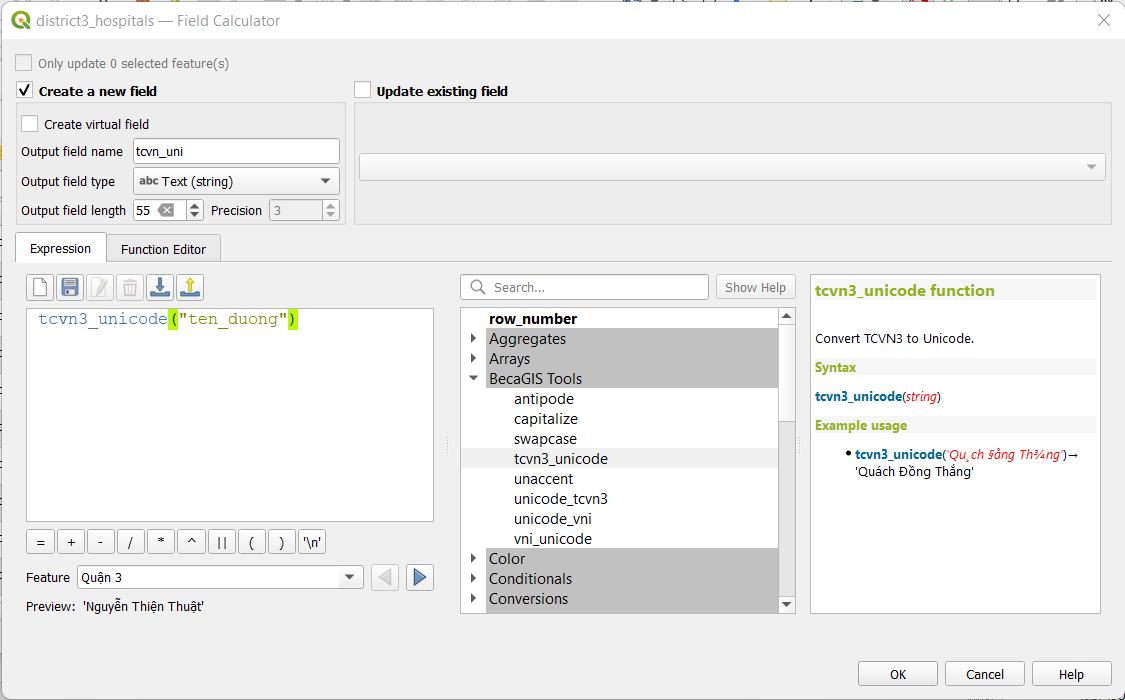 district3_hospitals — Field Calculator
Only update 0 selected feature(s)
Create a new field
Update existing field
Create virtual field
Output field name tcvn_uni
Output field type abc Text (string)
Output field length 55 Precision 3
Expression Function Editor
Search... Show Help
tcvn3_unicode("ten_duong")
= + - / * ^ || ( ) '\n'
Feature Quận 3
Preview: 'Nguyễn Thiện Thuật'
row_number
Aggregates
Arrays
BecaGIS Tools
antipode
capitalize
swapcase
tcvn3_unicode
unaccent
unicode_tcvn3
unicode_vni
vni_unicode
Color
Conditionals
Conversions
tcvn3_unicode function
Convert TCVN3 to Unicode.
Syntax
tcvn3_unicode(string)
Example usage
• tcvn3_unicode('Qu¸ch §ång Th¾ng')→
'Quách Đồng Thắng'
OK Cancel Help